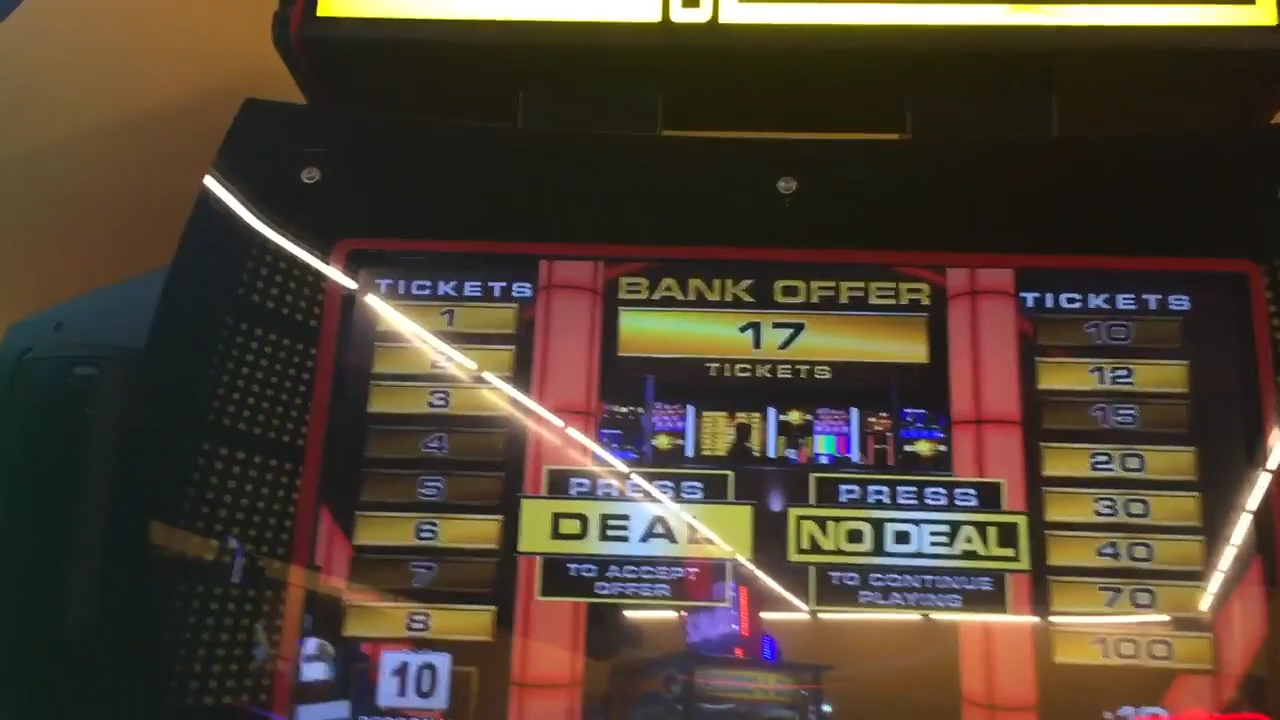 TICKETS
1
2
3
4
5
6
7
8
10
BANK OFFER
17
TICKETS
PRESS
DEAL
TO ACCEPT
OFFER
PRESS
NO DEAL
TO CONTINUE
PLAYING
TICKETS
10
12
15
20
30
40
70
100